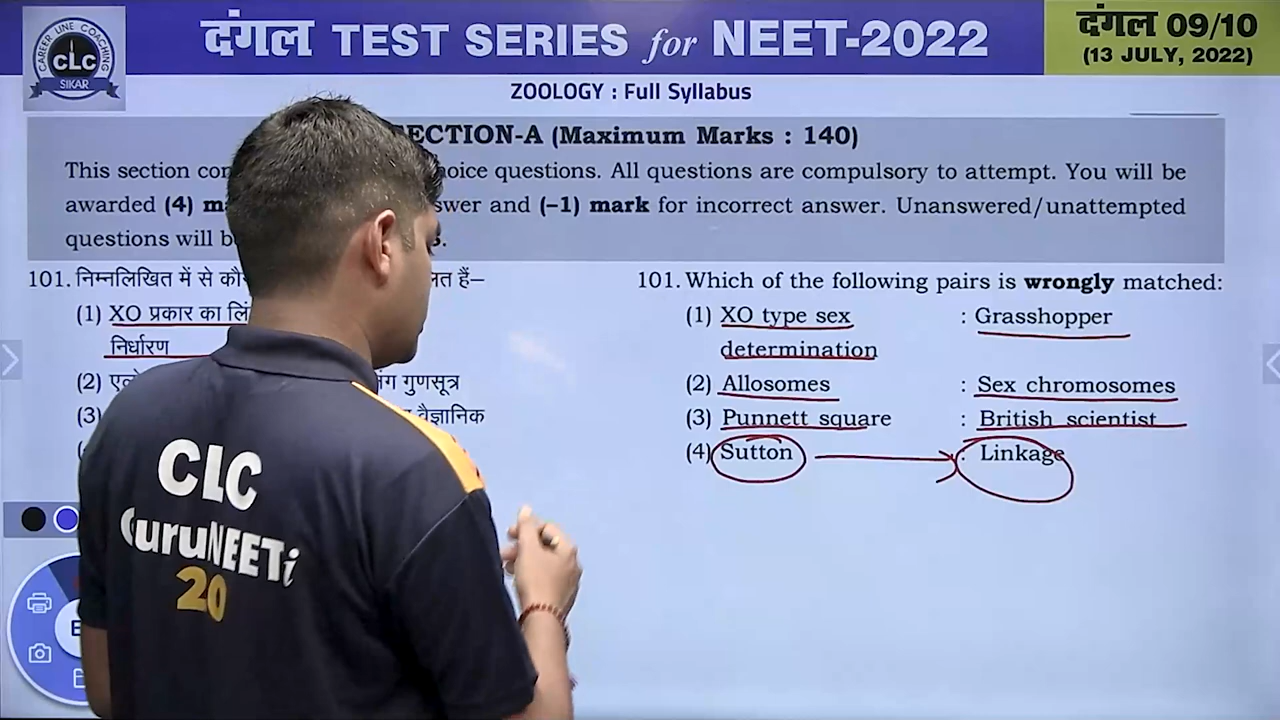 दंगल TEST SERIES for NEET-2022
दंगल 09/10
(13 JULY, 2022)
CAREER LINE COACHING
CLC
SIKAR
ZOOLOGY : Full Syllabus
SECTION-A (Maximum Marks : 140)
This section questions. All questions are compulsory to attempt. You will be
awarded (4) and (–1) mark for incorrect answer. Unanswered/unattempted
questions will
101. निम्नलिखित में से हैं–
(1) XO प्रकार का
निर्धारण
(2) गुणसूत्र
(3) वैज्ञानिक
101. Which of the following pairs is wrongly matched:
(1) XO type sex : Grasshopper
determination
(2) Allosomes : Sex chromosomes
(3) Punnett square : British scientist
(4) Sutton : Linkage
CLC
GuruNEETi
20